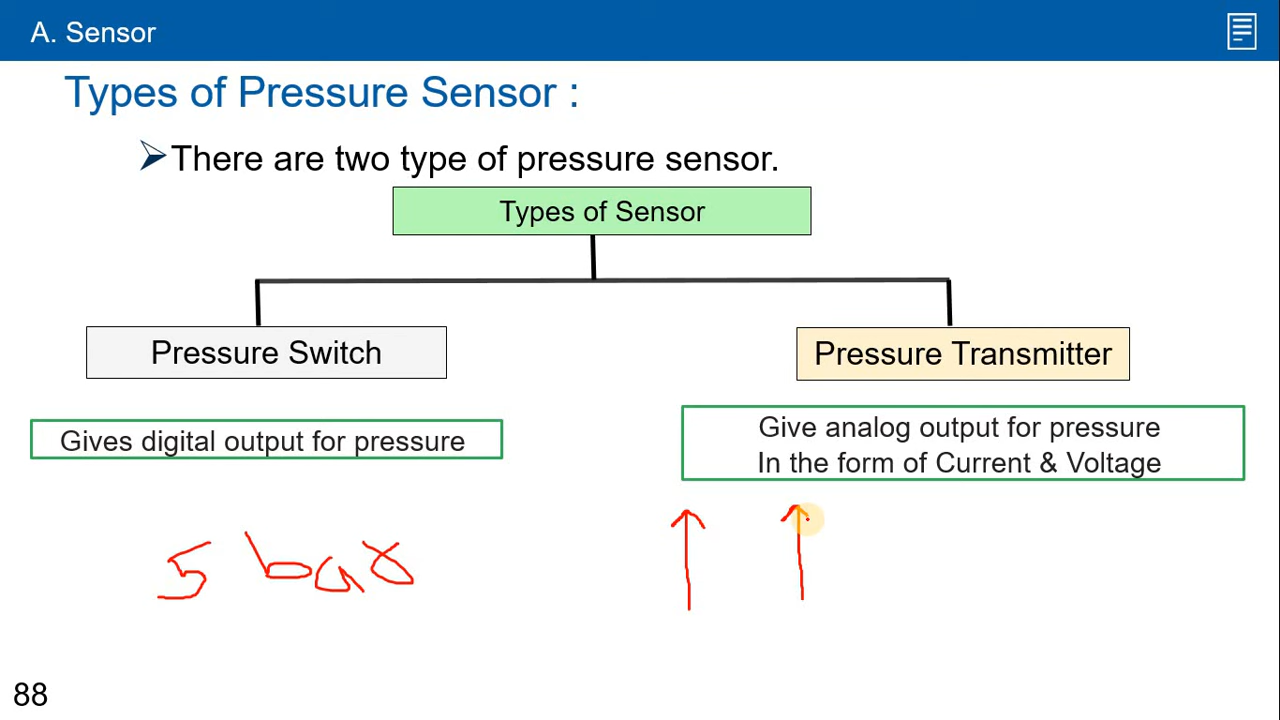 A. Sensor
Types of Pressure Sensor :
There are two type of pressure sensor.
Types of Sensor
Pressure Switch
Pressure Transmitter
Gives digital output for pressure
Give analog output for pressure
In the form of Current & Voltage
5 bar
88